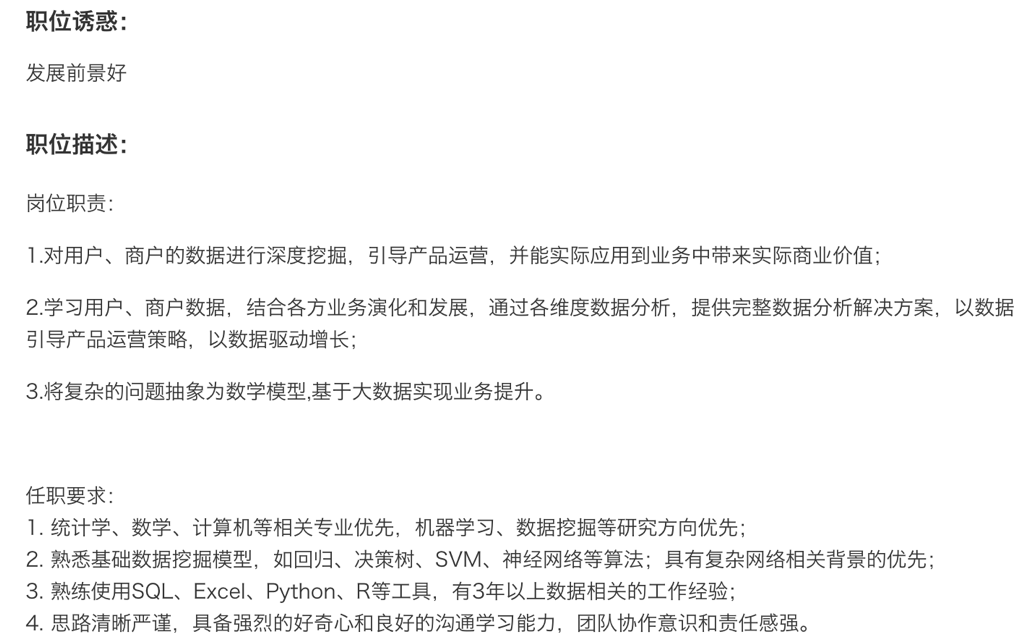 职位诱惑：
发展前景好
职位描述：
岗位职责：
1.对用户、商户的数据进行深度挖掘，引导产品运营，并能实际应用到业务中带来实际商业价值；
2.学习用户、商户数据，结合各方业务演化和发展，通过各维度数据分析，提供完整数据分析解决方案，以数据
引导产品运营策略，以数据驱动增长；
3.将复杂的问题抽象为数学模型,基于大数据实现业务提升。
任职要求：
1. 统计学、数学、计算机等相关专业优先，机器学习、数据挖掘等研究方向优先；
2. 熟悉基础数据挖掘模型，如回归、决策树、SVM、神经网络等算法；具有复杂网络相关背景的优先；
3. 熟练使用SQL、Excel、Python、R等工具，有3年以上数据相关的工作经验；
4. 思路清晰严谨，具备强烈的好奇心和良好的沟通学习能力，团队协作意识和责任感强。